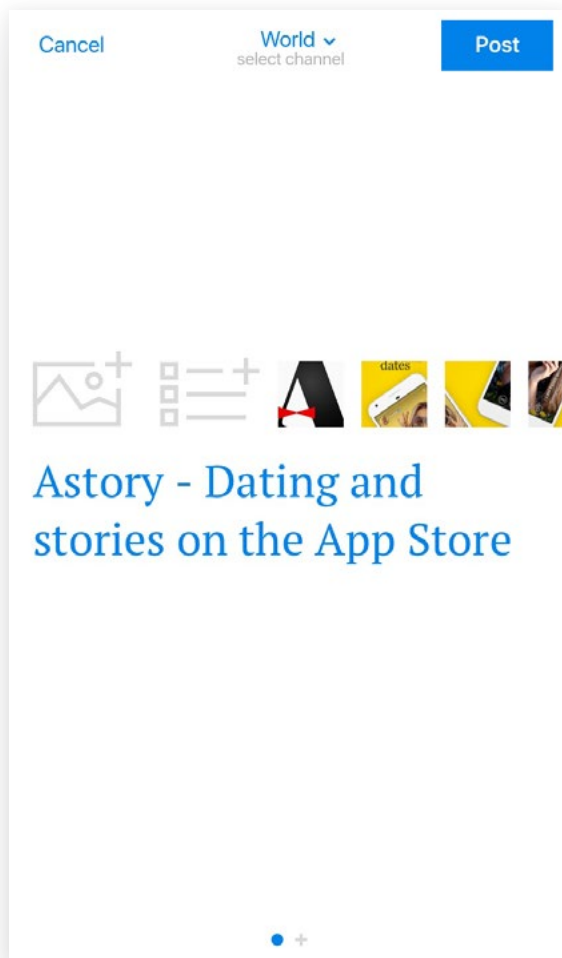 Cancel
World
Post
select channel
dates
Astory - Dating and
stories on the App Store